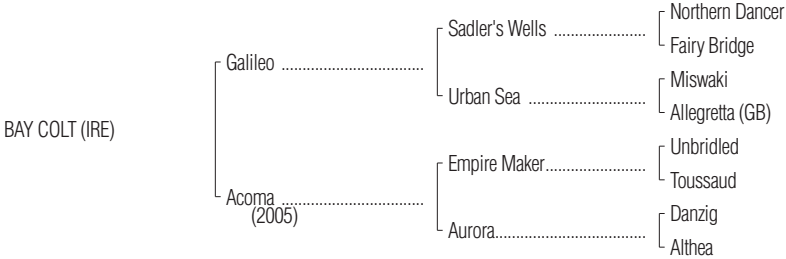 Northern Dancer
Sadler's Wells ......................
Fairy Bridge
Galileo ..................................
Miswaki
Urban Sea ............................
Allegretta (GB)
BAY COLT (IRE)
Unbridled
Empire Maker........................
Toussaud
Acoma ..................................
(2005)
Danzig
Aurora....................................
Althea